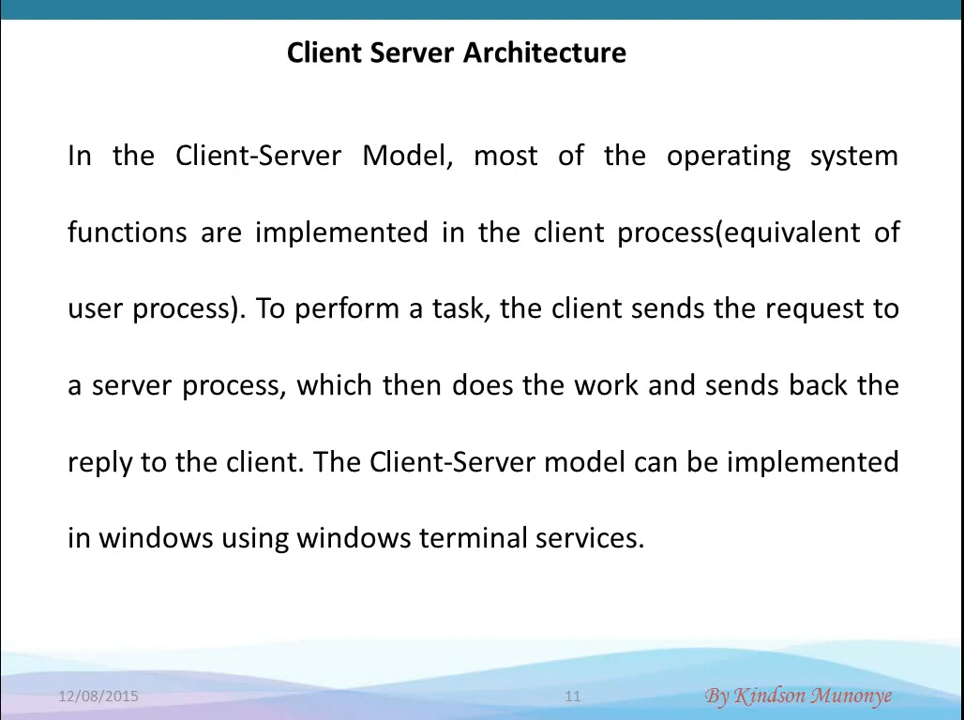 Client Server Architecture
In the Client-Server Model, most of the operating system
functions are implemented in the client process(equivalent of
user process). To perform a task, the client sends the request to
a server process, which then does the work and sends back the
reply to the client. The Client-Server model can be implemented
in windows using windows terminal services.
12/08/2015
11
By Kindson Munonye